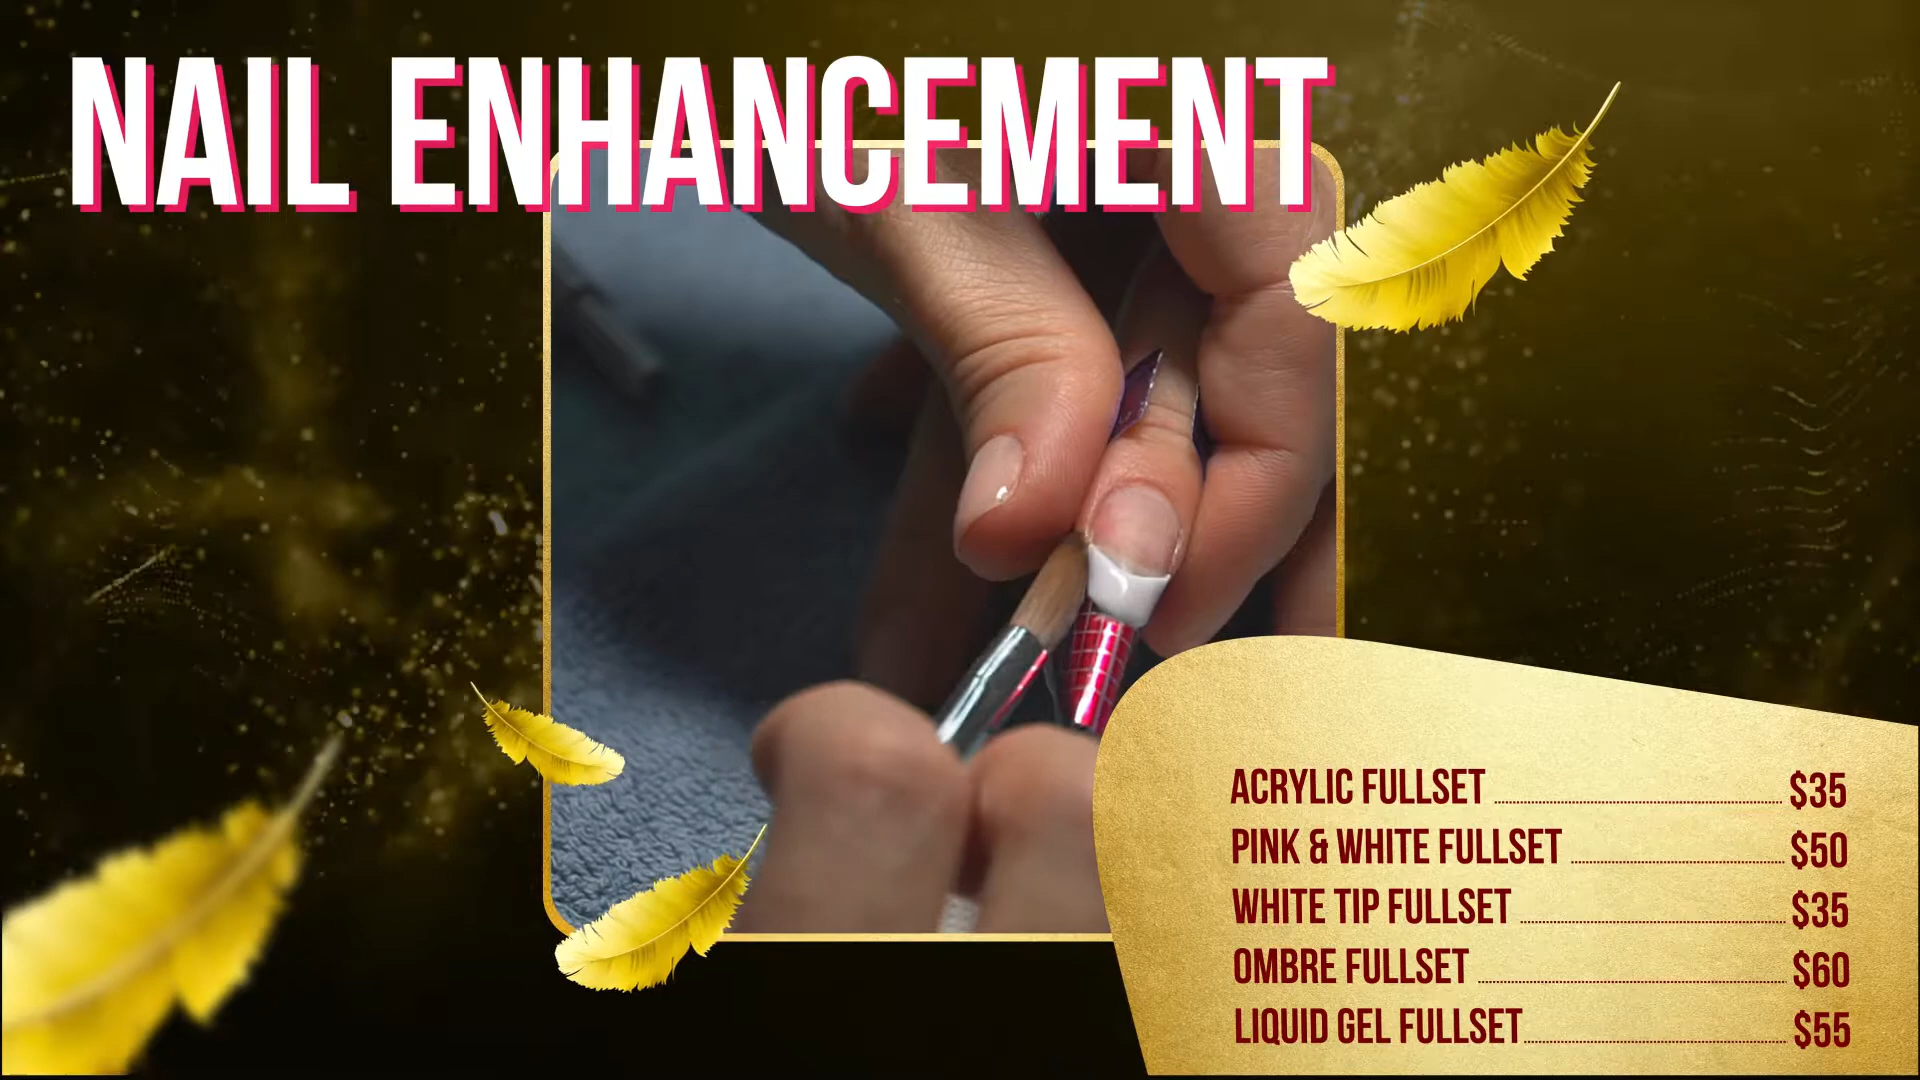 NAIL ENHANCEMENT
ACRYLIC FULLSET $35
PINK & WHITE FULLSET $50
WHITE TIP FULLSET $35
OMBRE FULLSET $60
LIQUID GEL FULLSET $55